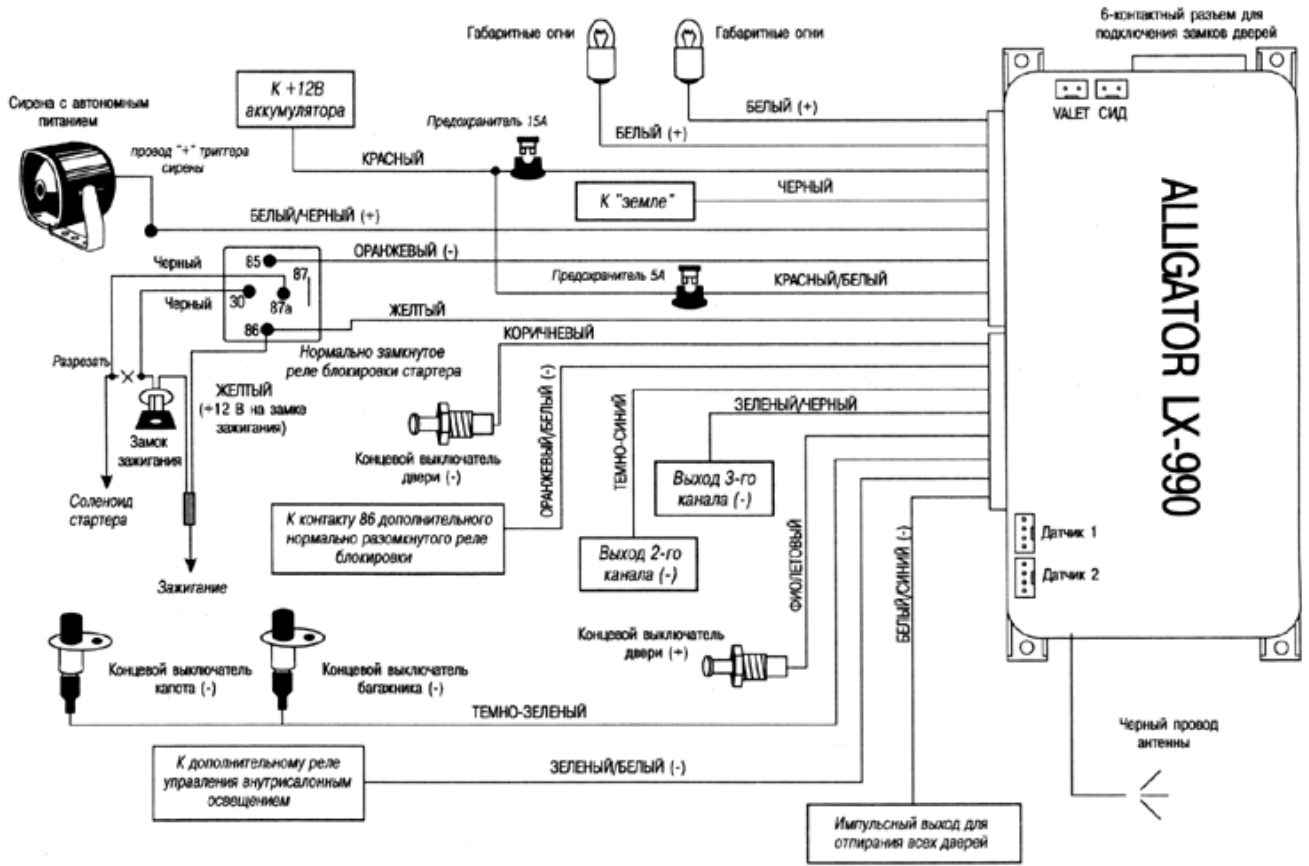 6-контактный разъем для
подключения замков дверей
Габаритные огни
Габаритные огни
К +12В
аккумулятора
Сирена с автономным
питанием
VALET СИД
БЕЛЫЙ (+)
БЕЛЫЙ (+)
Предохранитель 15А
провод "+" триггера
сирены
КРАСНЫЙ
ЧЕРНЫЙ
К "земле"
БЕЛЫЙ/ЧЕРНЫЙ (+)
ОРАНЖЕВЫЙ (-)
Черный
85
87
Предохранитель 5А
КРАСНЫЙ/БЕЛЫЙ
Черный
30
87а
86
ЖЕЛТЫЙ
КОРИЧНЕВЫЙ
Нормально замкнутое
реле блокировки стартера
Разрезать
ЖЕЛТЫЙ
(+12 В на замке
зажигания)
Замок
зажигания
ALLIGATOR LX-990
ОРАНЖЕВЫЙ/БЕЛЫЙ (-)
ТЕМНО-СИНИЙ
ЗЕЛЕНЫЙ/ЧЕРНЫЙ
Концевой выключатель
двери (-)
Выход 3-го
канала (-)
Соленоид
стартера
К контакту 86 дополнительного
нормально разомкнутого реле
блокировки
Выход 2-го
канала (-)
ФИОЛЕТОВЫЙ
БЕЛЫЙ/СИНИЙ (-)
Датчик 1
Датчик 2
Зажигание
Концевой выключатель
двери (+)
Концевой выключатель
капота (-)
Концевой выключатель
багажника (-)
ТЕМНО-ЗЕЛЕНЫЙ
Черный провод
антенны
К дополнительному реле
управления внутрисалонным
освещением
ЗЕЛЕНЫЙ/БЕЛЫЙ (-)
Импульсный выход для
отпирания всех дверей